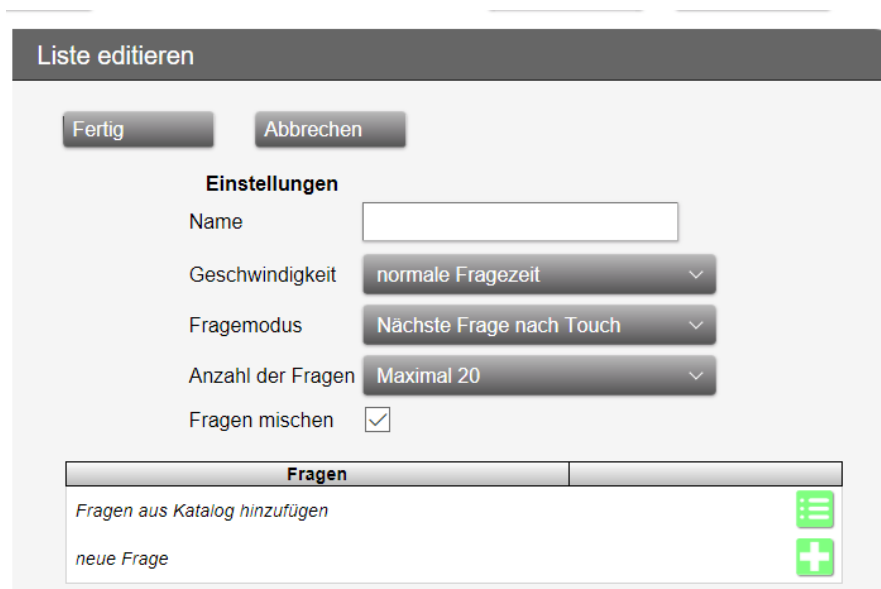 Liste editieren
Fertig Abbrechen
Einstellungen
Name
Geschwindigkeit normale Fragezeit
Fragemodus Nächste Frage nach Touch
Anzahl der Fragen Maximal 20
Fragen mischen
Fragen
Fragen aus Katalog hinzufügen
neue Frage